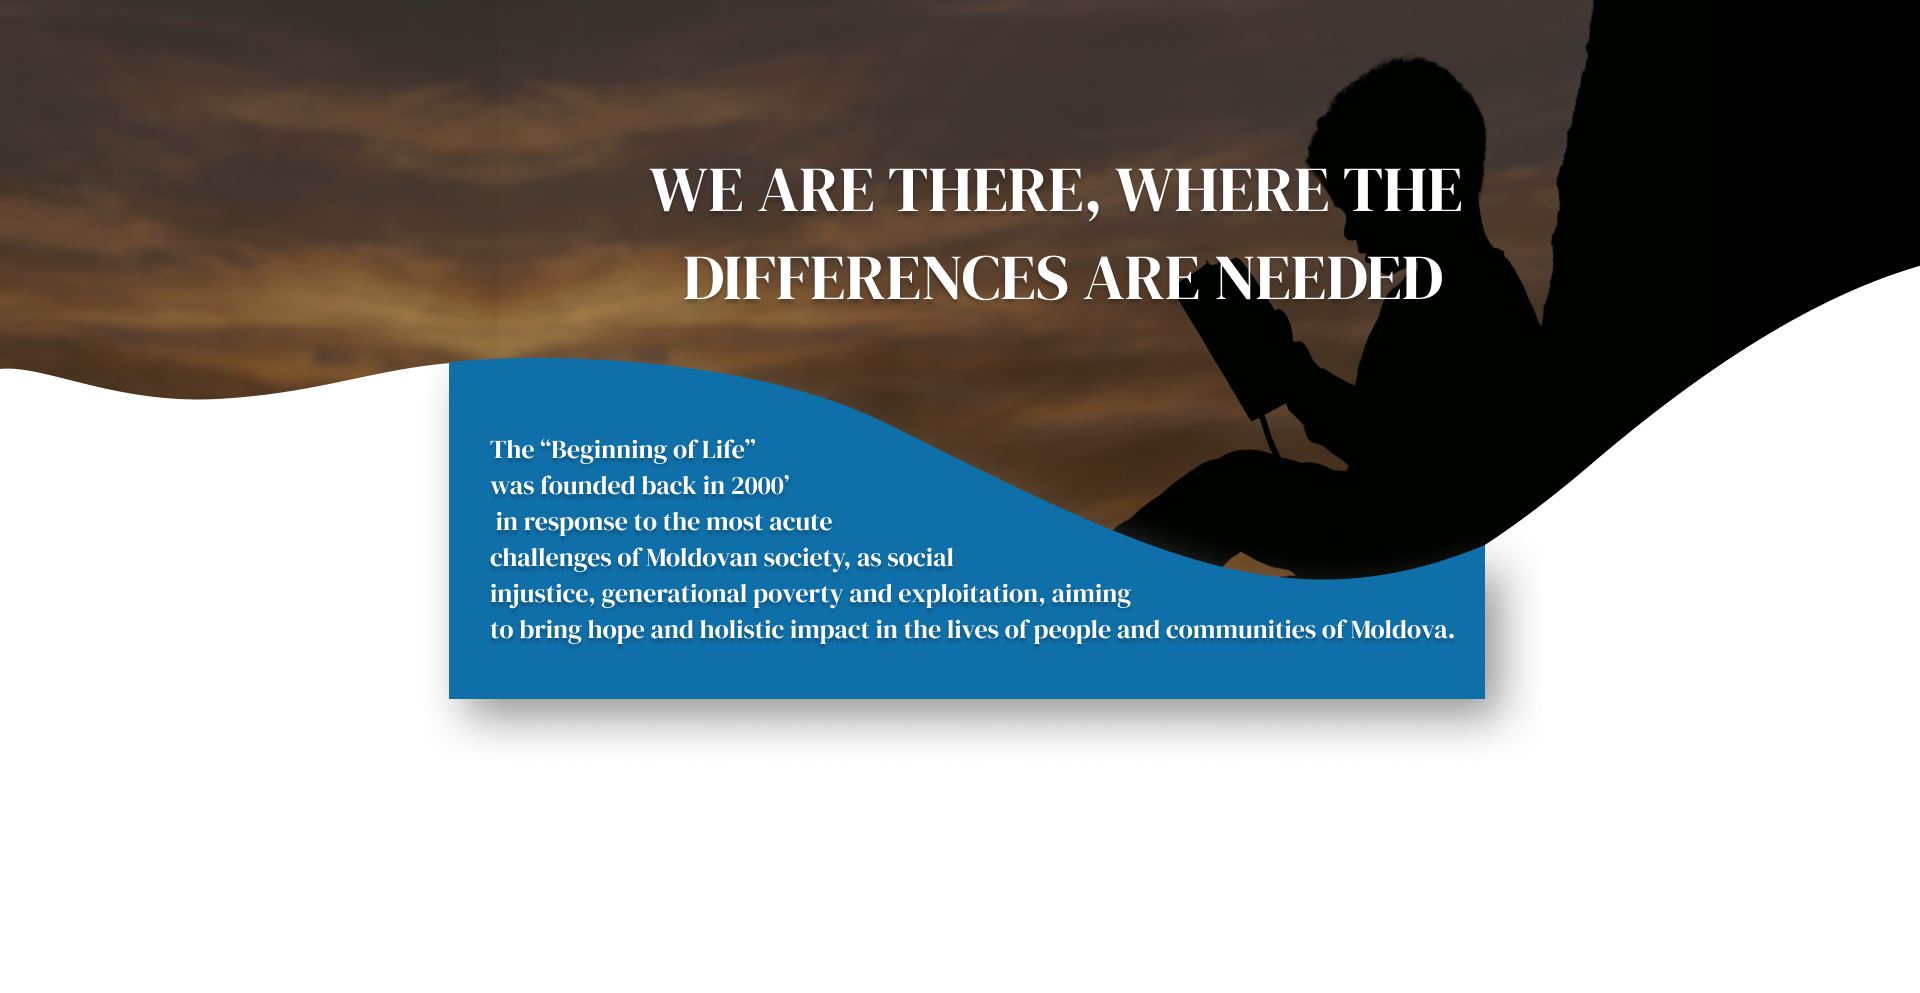 WE ARE THERE, WHERE THE
DIFFERENCES ARE NEEDED
The “Beginning of Life”
was founded back in 2000’
in response to the most acute
challenges of Moldovan society, as social
injustice, generational poverty and exploitation, aiming
to bring hope and holistic impact in the lives of people and communities of Moldova.